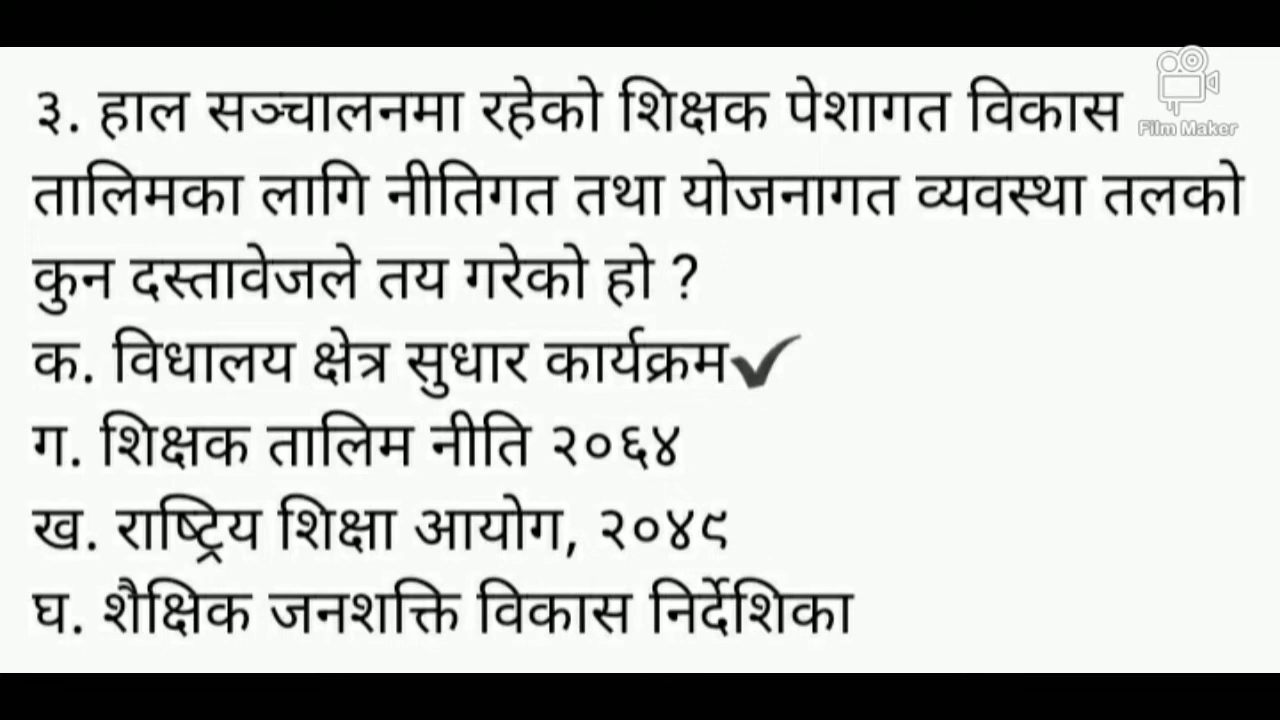 ३. हाल सञ्चालनमा रहेको शिक्षक पेशागत विकास
तालिमका लागि नीतिगत तथा योजनागत व्यवस्था तलको
कुन दस्तावेजले तय गरेको हो ?
क. विधालय क्षेत्र सुधार कार्यक्रम✔
ग. शिक्षक तालिम नीति २०६४
ख. राष्ट्रिय शिक्षा आयोग, २०४९
घ. शैक्षिक जनशक्ति विकास निर्देशिका
Film Maker